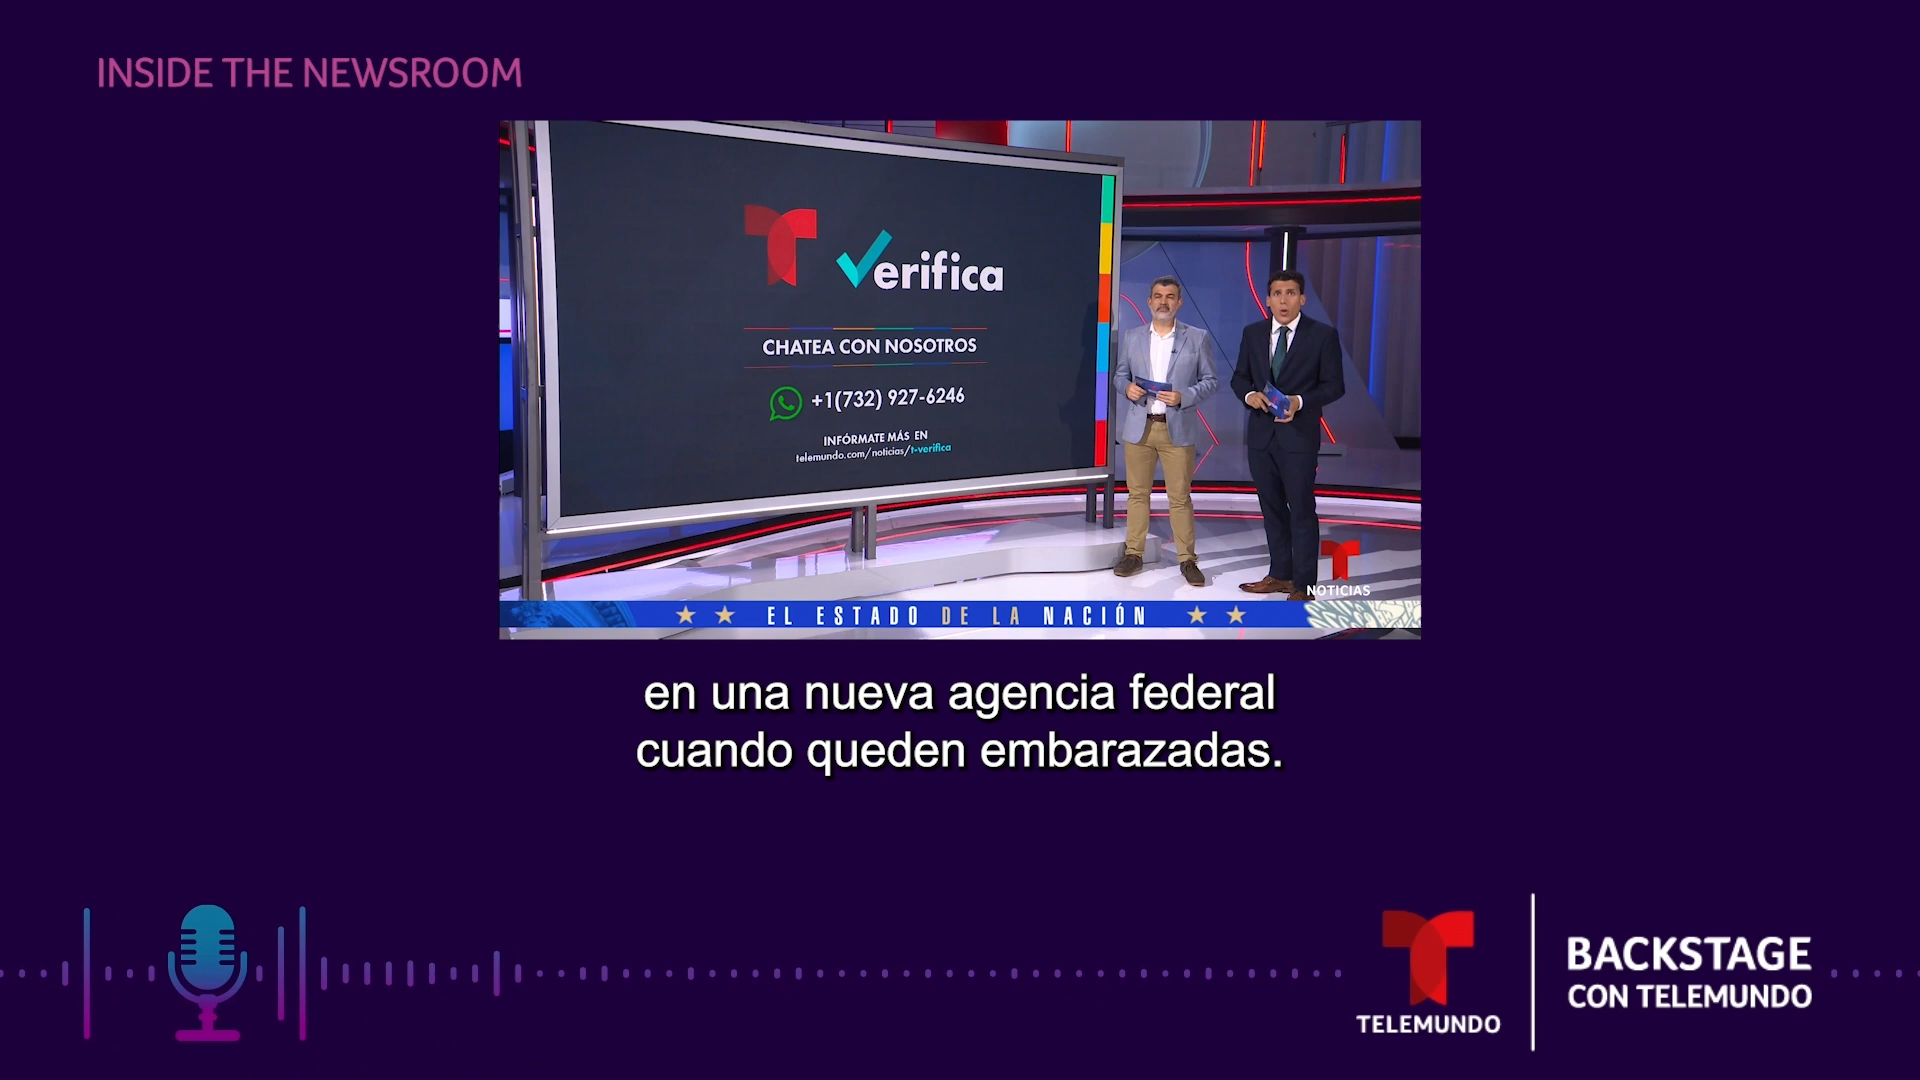 INSIDE THE NEWSROOM
T
Verifica
CHATEA CON NOSOTROS
+1(732) 927-6246
INFÓRMATE MÁS EN
telemundo.com/noticias/t-verifica
NOTICIAS
EL ESTADO DE LA NACIÓN
en una nueva agencia federal
cuando queden embarazadas.
TELEMUNDO
BACKSTAGE
CON TELEMUNDO